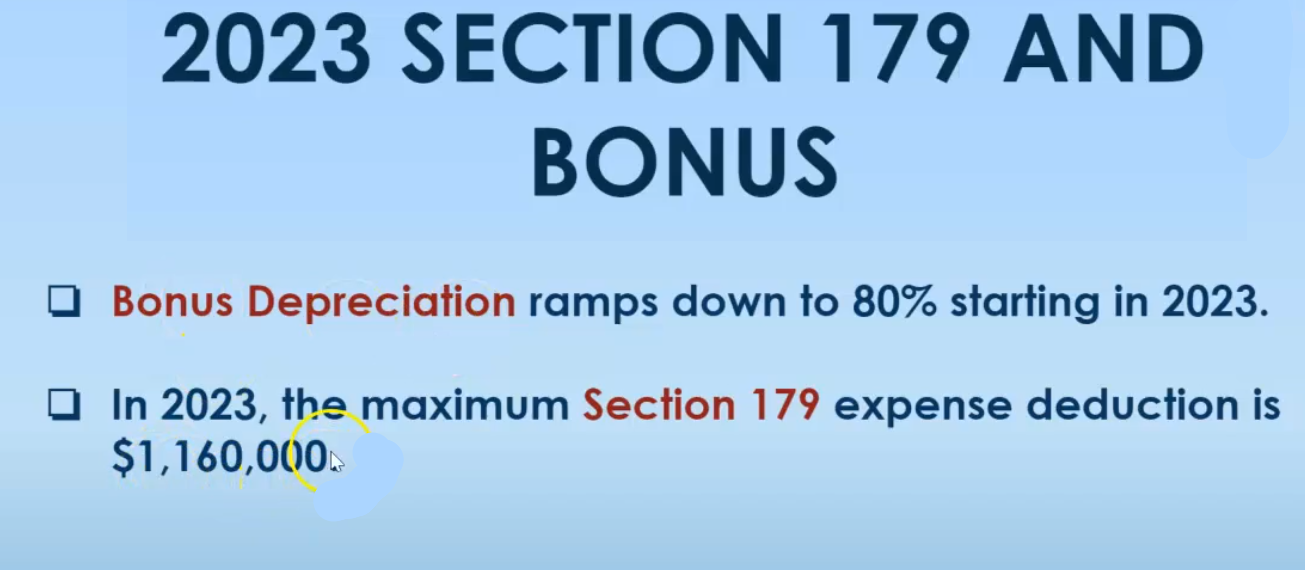 2023 SECTION 179 AND
BONUS
Bonus Depreciation ramps down to 80% starting in 2023.
In 2023, the maximum Section 179 expense deduction is
$1,160,000.